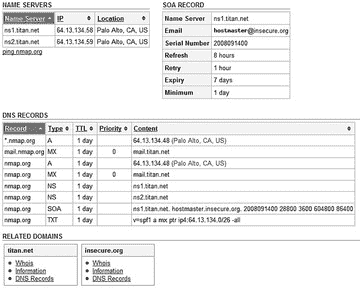 NAME SERVERS
Name Server IP Location
ns1.titan.net 64.13.134.58 Palo Alto, CA, US
ns2.titan.net 64.13.134.59 Palo Alto, CA, US
ping nmap.org
SOA RECORD
Name Server ns1.titan.net
Email hostmaster@insecure.org
Serial Number 2008091400
Refresh 8 hours
Retry 1 hour
Expiry 7 days
Minimum 1 day
DNS RECORDS
Record Type TTL Priority Content
*.nmap.org A 1 day 64.13.134.48 (Palo Alto, CA, US)
mail.nmap.org MX 1 day 0 mail.titan.net
nmap.org A 1 day 64.13.134.48 (Palo Alto, CA, US)
nmap.org MX 1 day 0 mail.titan.net
nmap.org NS 1 day ns1.titan.net
nmap.org NS 1 day ns2.titan.net
nmap.org SOA 1 day ns1.titan.net. hostmaster.insecure.org. 2008091400 28800 3600 604800 86400
nmap.org TXT 1 day v=spf1 a mx ptr ip4:64.13.134.0/26 -all
RELATED DOMAINS
titan.net
Whois
Information
DNS Records
insecure.org
Whois
Information
DNS Records